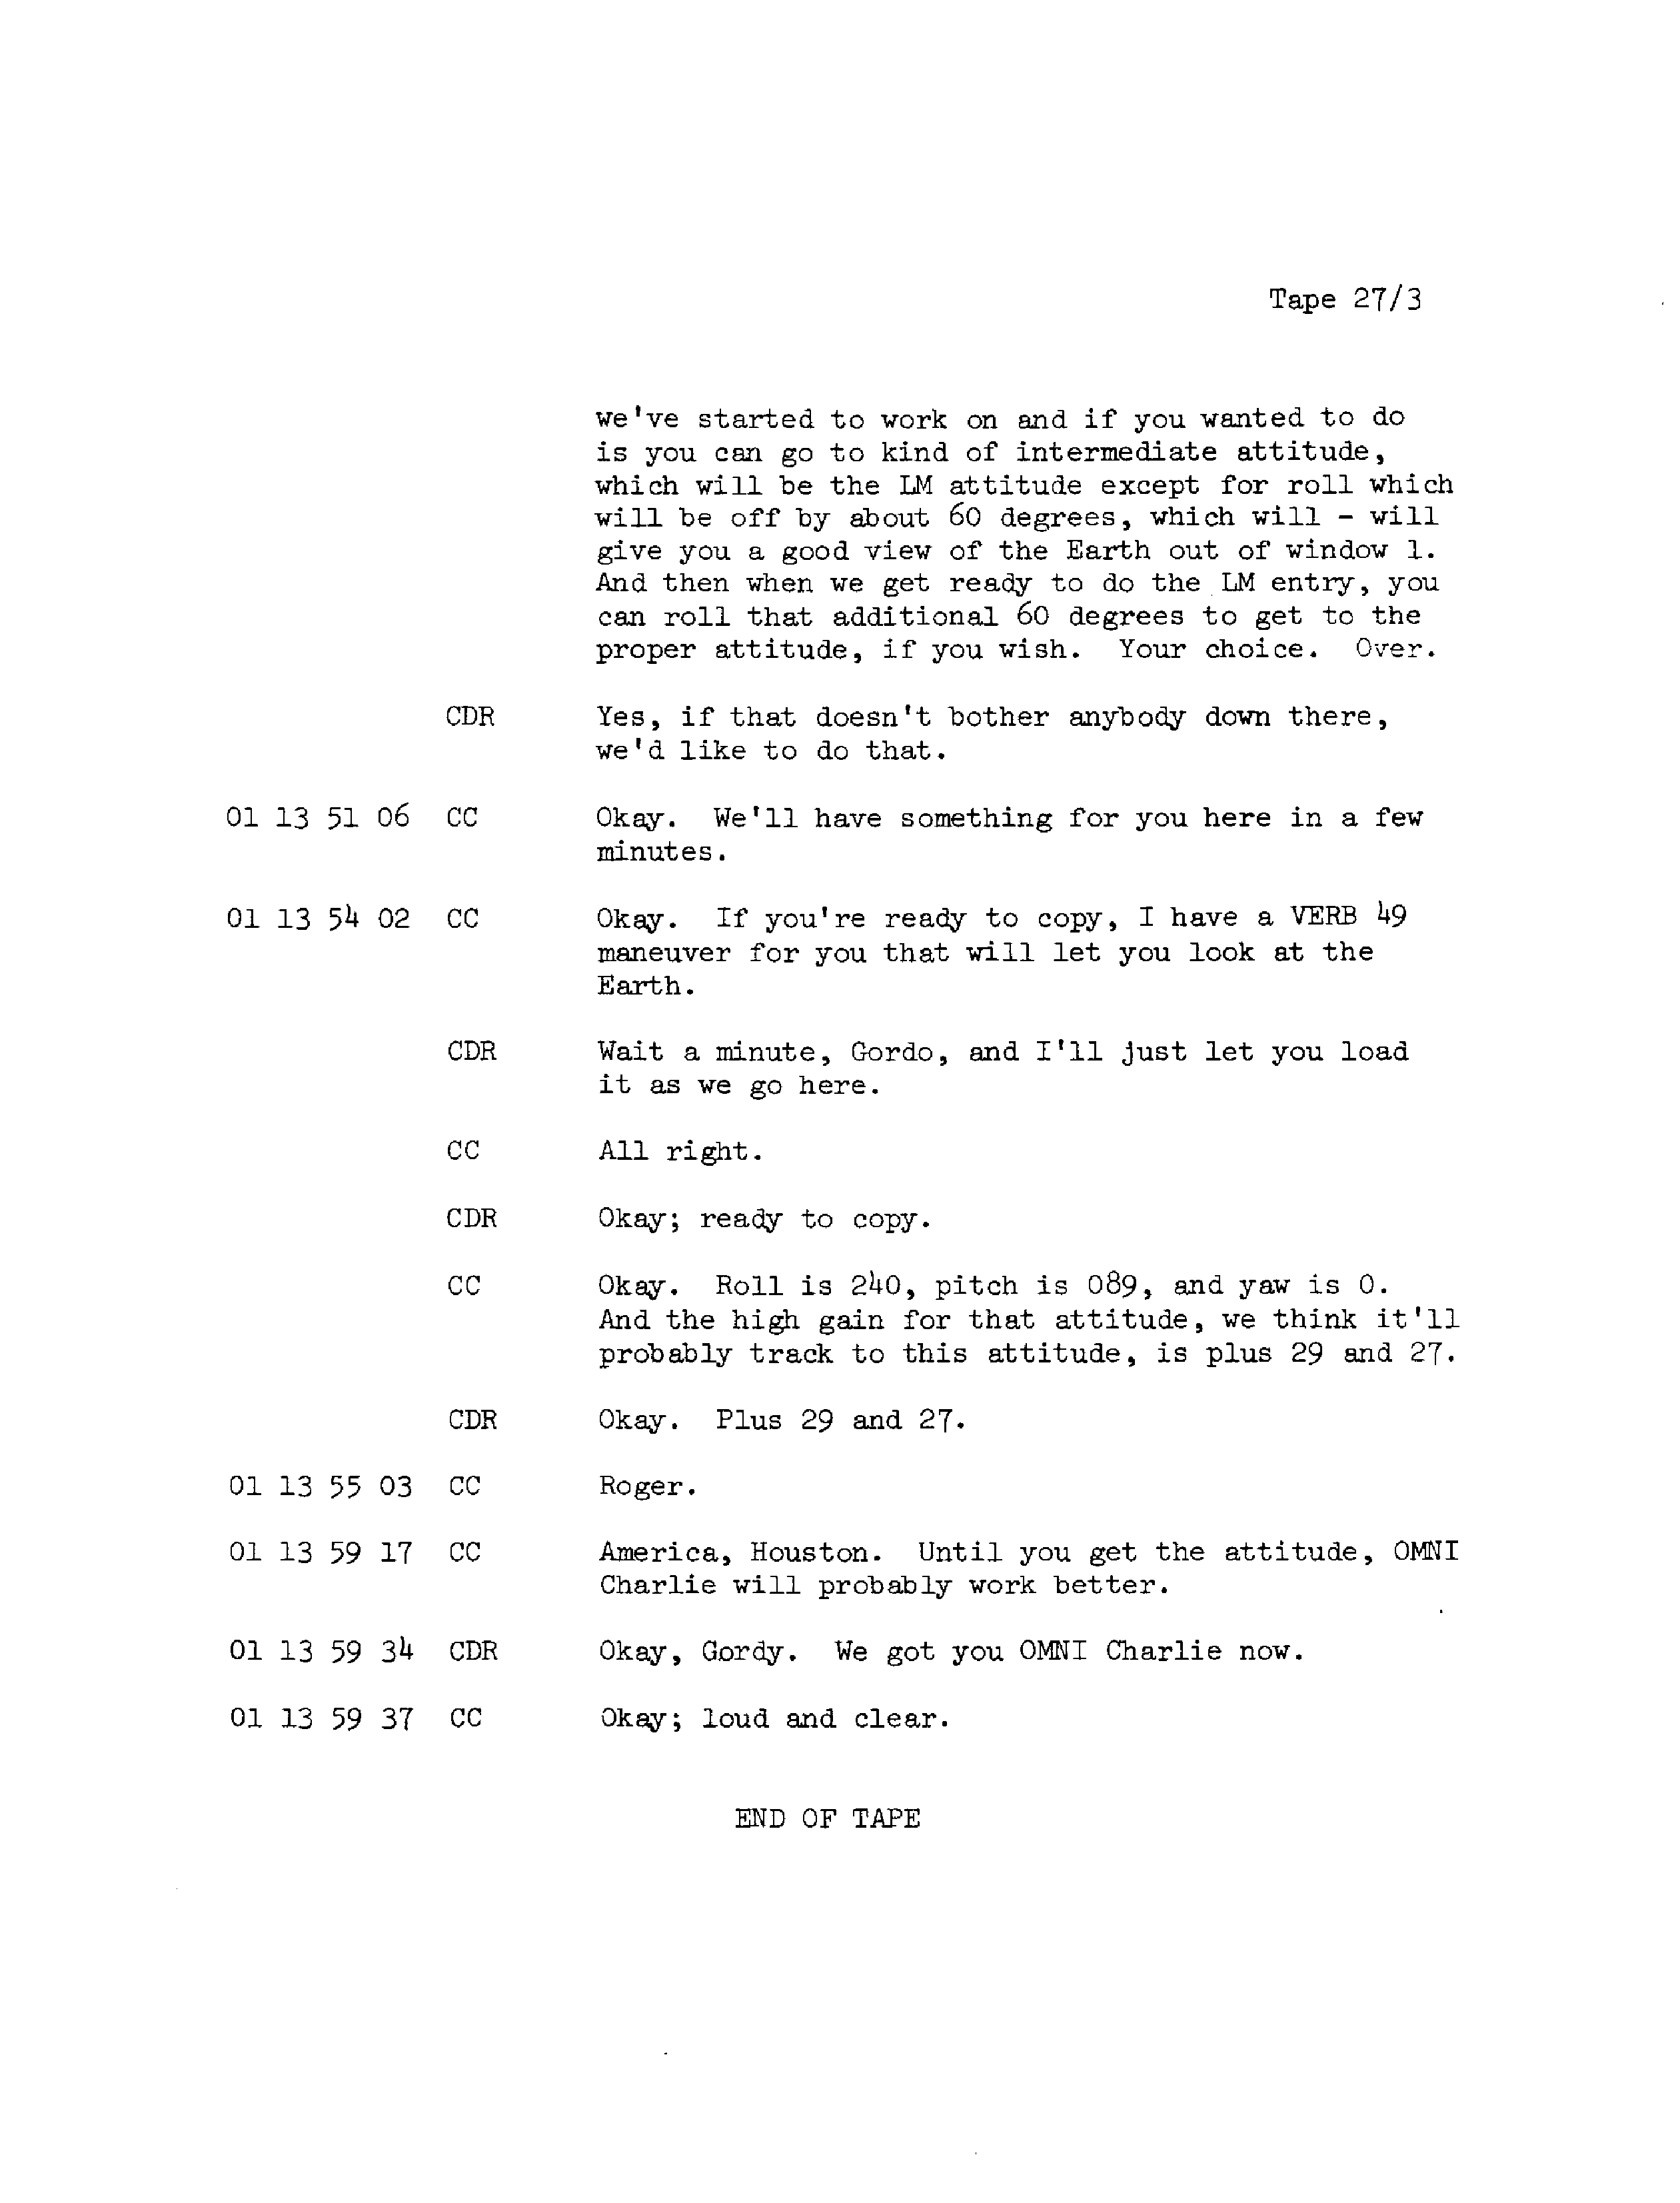 Tape 27/3
we've started to work on and if you wanted to do
is you can go to kind of intermediate attitude,
which will be the LM attitude except for roll which
will be off by about 60 degrees, which will - will
give you a good view of the Earth out of window 1.
And then when we get ready to do the LM entry, you
can roll that additional 60 degrees to get to the
proper attitude, if you wish. Your choice. Over.
CDR Yes, if that doesn't bother anybody down there,
we'd like to do that.
01 13 51 06 CC Okay. We'll have something for you here in a few
minutes.
01 13 54 02 CC Okay. If you're ready to copy, I have a VERB 49
maneuver for you that will let you look at the
Earth.
CDR Wait a minute, Gordo, and I'll just let you load
it as we go here.
CC All right.
CDR Okay; ready to copy.
CC Okay. Roll is 240, pitch is 089, and yaw is 0.
And the high gain for that attitude, we think it'll
probably track to this attitude, is plus 29 and 27.
CDR Okay. Plus 29 and 27.
01 13 55 03 CC Roger.
01 13 59 17 CC America, Houston. Until you get the attitude, OMNI
Charlie will probably work better.
01 13 59 34 CDR Okay, Gordy. We got you OMNI Charlie now.
01 13 59 37 CC Okay; loud and clear.
END OF TAPE